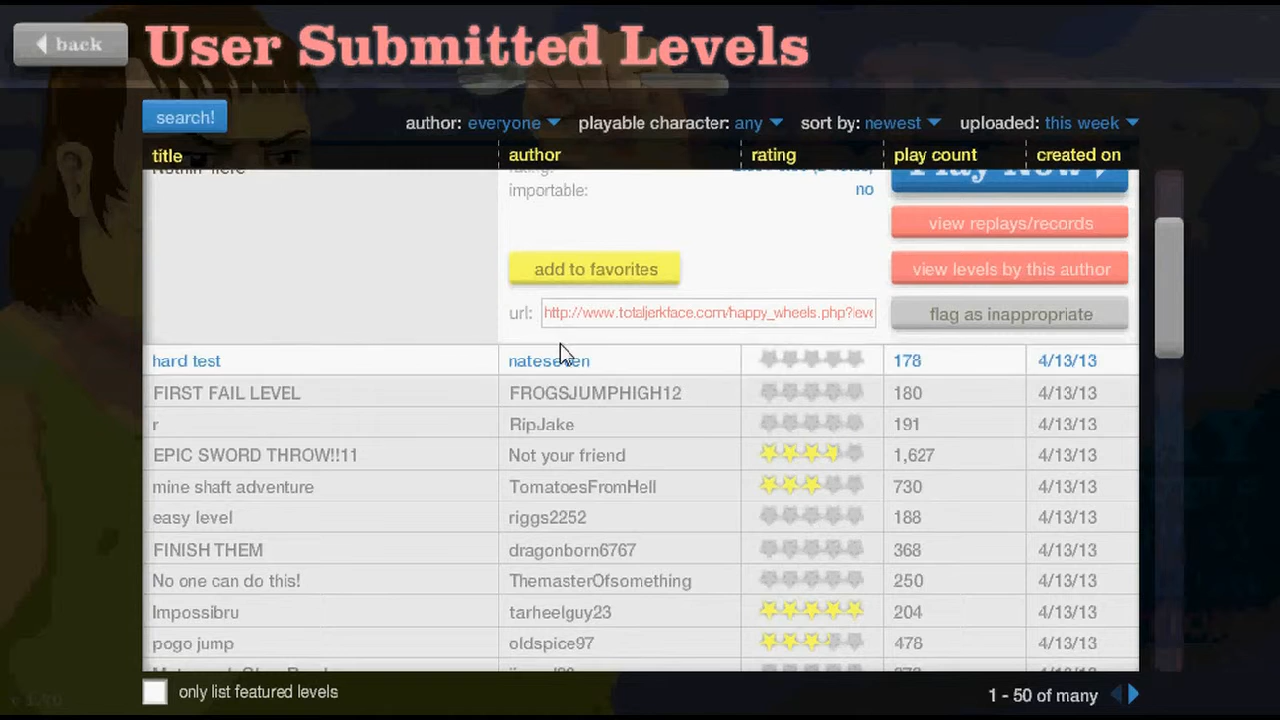 back
User Submitted Levels
search!
author: everyone playable character: any sort by: newest uploaded: this week
title author rating play count created on
Nothin' here
importable: no
Play Now
view replays/records
add to favorites view levels by this author
url: http://www.totaljerkface.com/happy_wheels.php?leve flag as inappropriate
hard test nateseven 178 4/13/13
FIRST FAIL LEVEL FROGSJUMPHIGH12 180 4/13/13
r RipJake 191 4/13/13
EPIC SWORD THROW!!11 Not your friend 1,627 4/13/13
mine shaft adventure TomatoesFromHell 730 4/13/13
easy level riggs2252 188 4/13/13
FINISH THEM dragonborn6767 368 4/13/13
No one can do this! ThemasterOfsomething 250 4/13/13
Impossibru tarheelguy23 204 4/13/13
pogo jump oldspice97 478 4/13/13
only list featured levels 1 - 50 of many